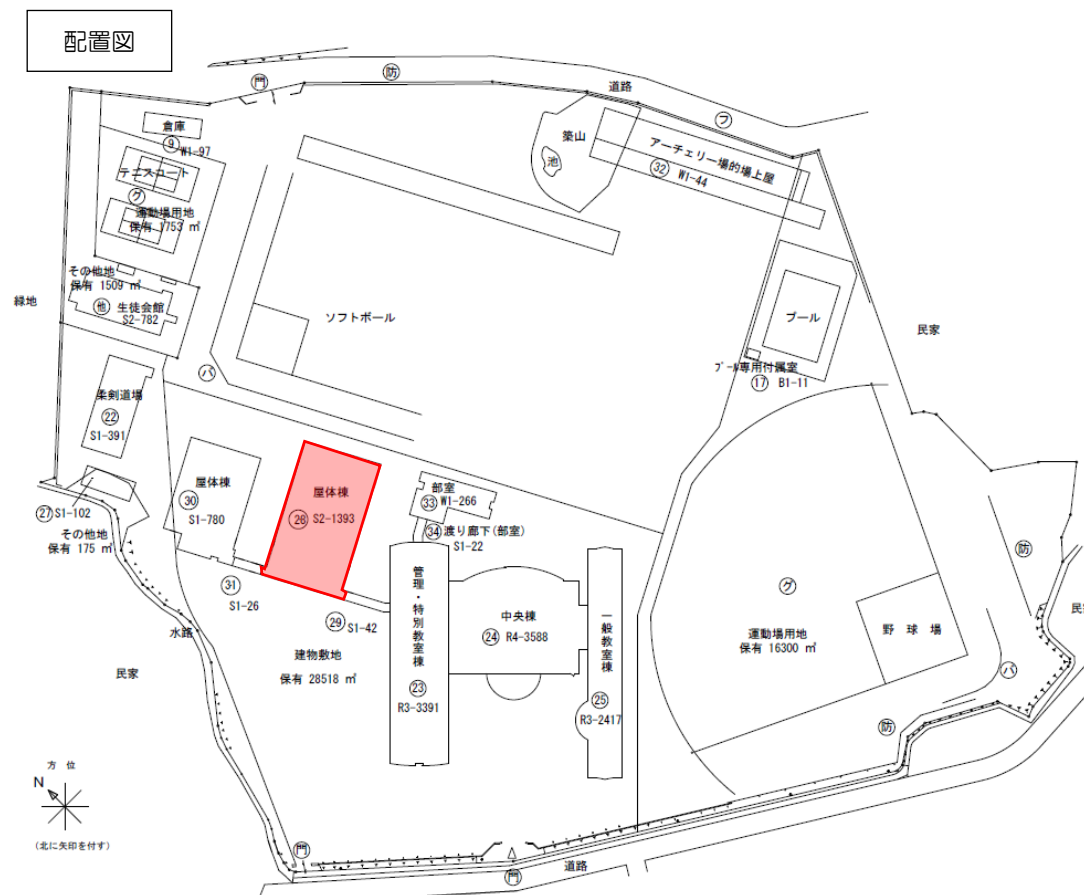 配置図
門
防
道路
フ
倉庫
⑨ W1-97
テニスコート
グ
運動場用地
保有 1753 ㎡
築山
池
アーチェリー場的場上屋
㉜ W1-44
その他地
保有 1509 ㎡
他 生徒会館
S2-782
緑地
ソフトボール
プール
民家
プール専用付属室
⑰ B1-11
バ
柔剣道場
㉒
S1-391
屋体棟
㉚
S1-780
屋体棟
㉖ S2-1393
部室
㉝ W1-266
㉞ 渡り廊下(部室)
S1-22
㉗ S1-102
その他地
保有 175 ㎡
防
㉛
S1-26
㉙ S1-42
管理・特別教室棟
㉓
R3-3391
中央棟
㉔ R4-3588
一般教室棟
㉕
R3-2417
グ
運動場用地
保有 16300 ㎡
野球場
民家
水路
民家
建物敷地
保有 28518 ㎡
バ
防
方 位
N
(北に矢印を付す)
門
道路
門